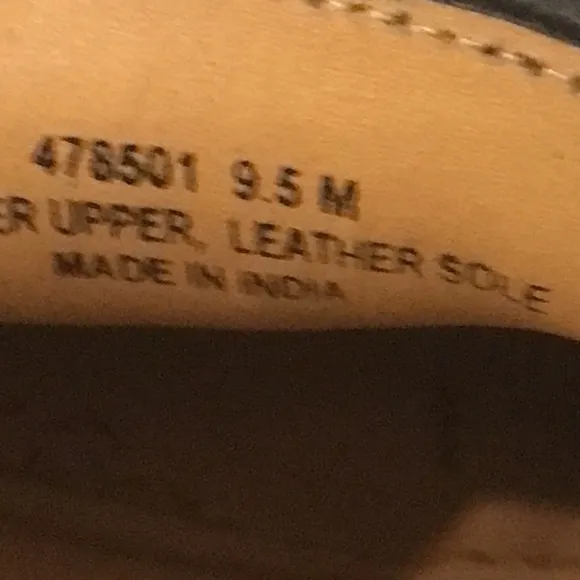 478501 9.5 M
ER UPPER, LEATHER SOLE
MADE IN INDIA